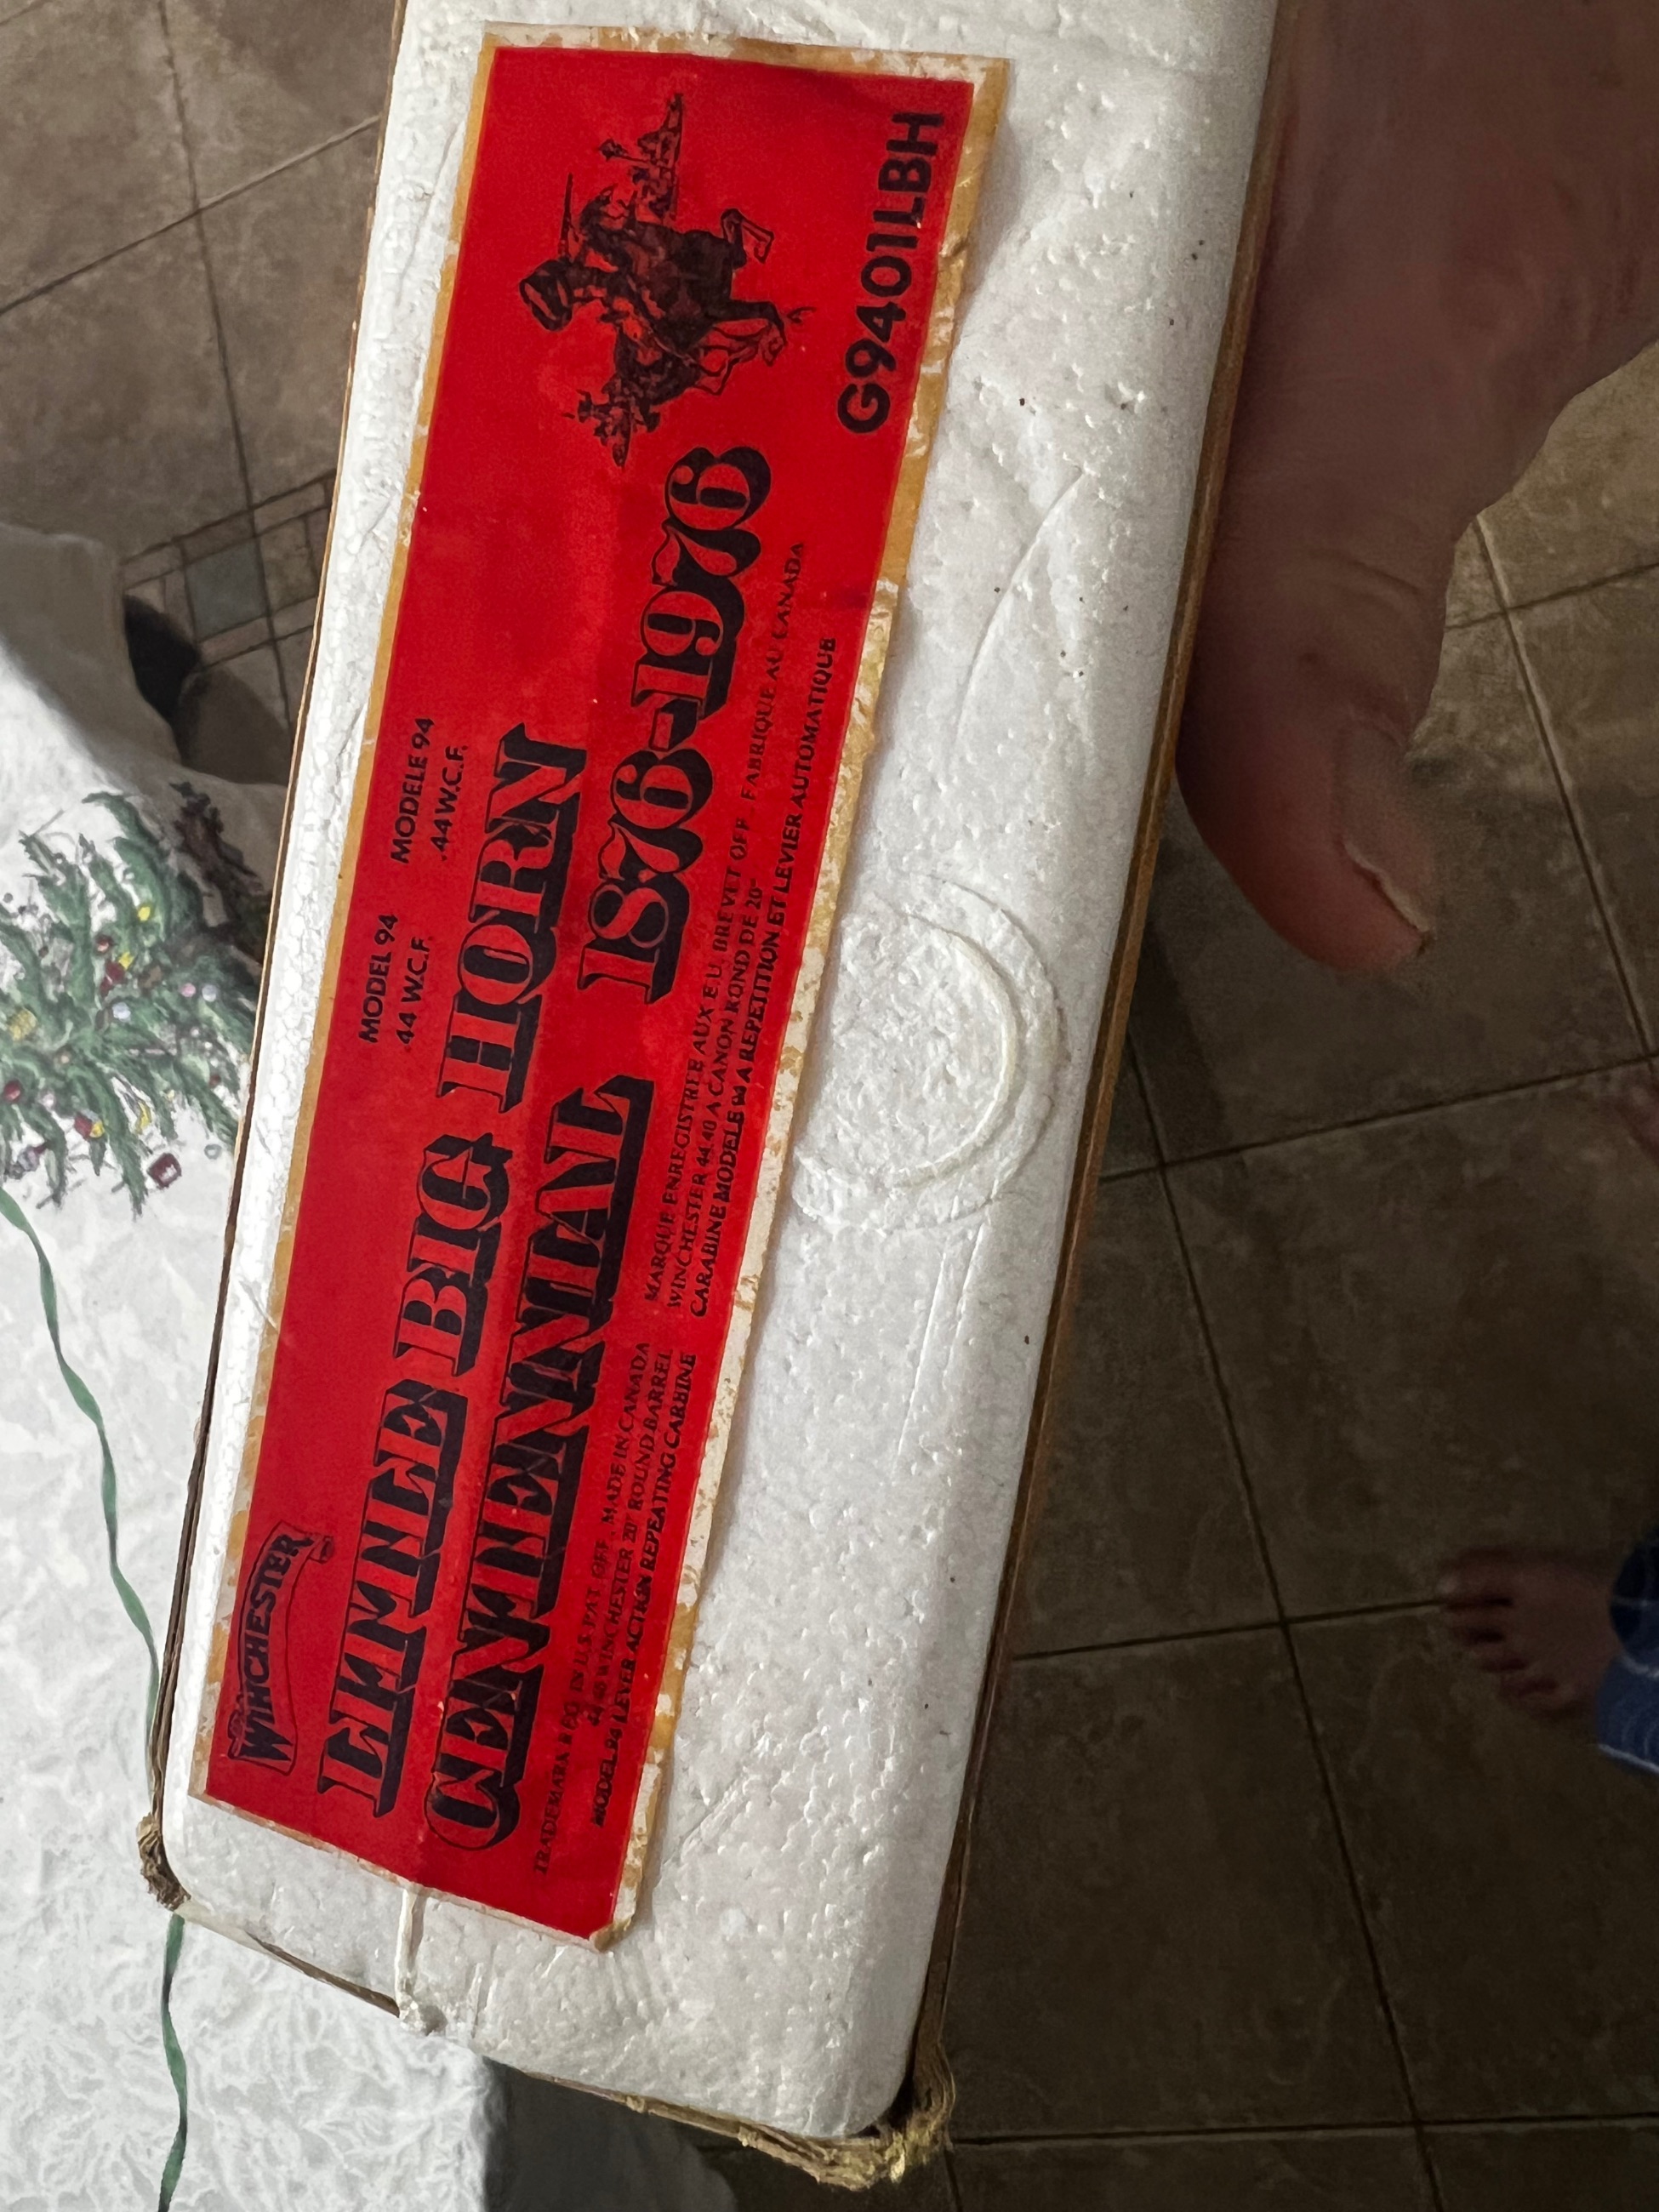 WINCHESTER
MODEL 94 MODELE 94
.44 W.C.F. .44 W.C.F.
LITTLE BIG HORN
CENTENNIAL 1876-1976
TRADEMARK REG IN U.S. PAT OFF. MADE IN CANADA
44-40 WINCHESTER 20" ROUND BARREL
MODEL 94 LEVER ACTION REPEATING CARBINE
MARQUE ENREGISTREE AUX E U BREVET OFF FABRIQUE AU CANADA
WINCHESTER 44 40 A CANON ROND DE 20"
CARABINE MODELE 94 A REPETITION ET LEVIER AUTOMATIQUE
G9401LBH